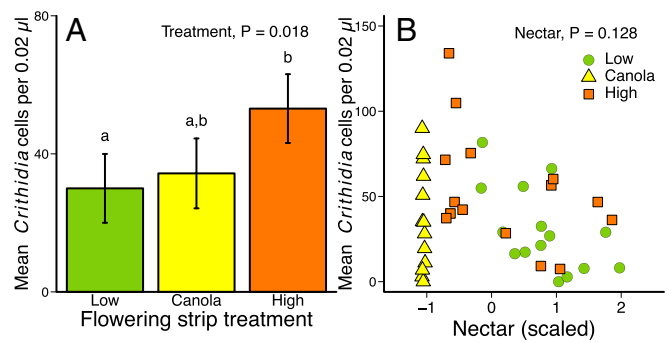 A
Treatment, P = 0.018
Mean Crithidia cells per 0.02 µl
80
40
0
a
a,b
b
Low Canola High
Flowering strip treatment
B
Nectar, P = 0.128
Low
Canola
High
Mean Crithidia cells per 0.02 µl
150
100
50
0
−1 0 1 2
Nectar (scaled)